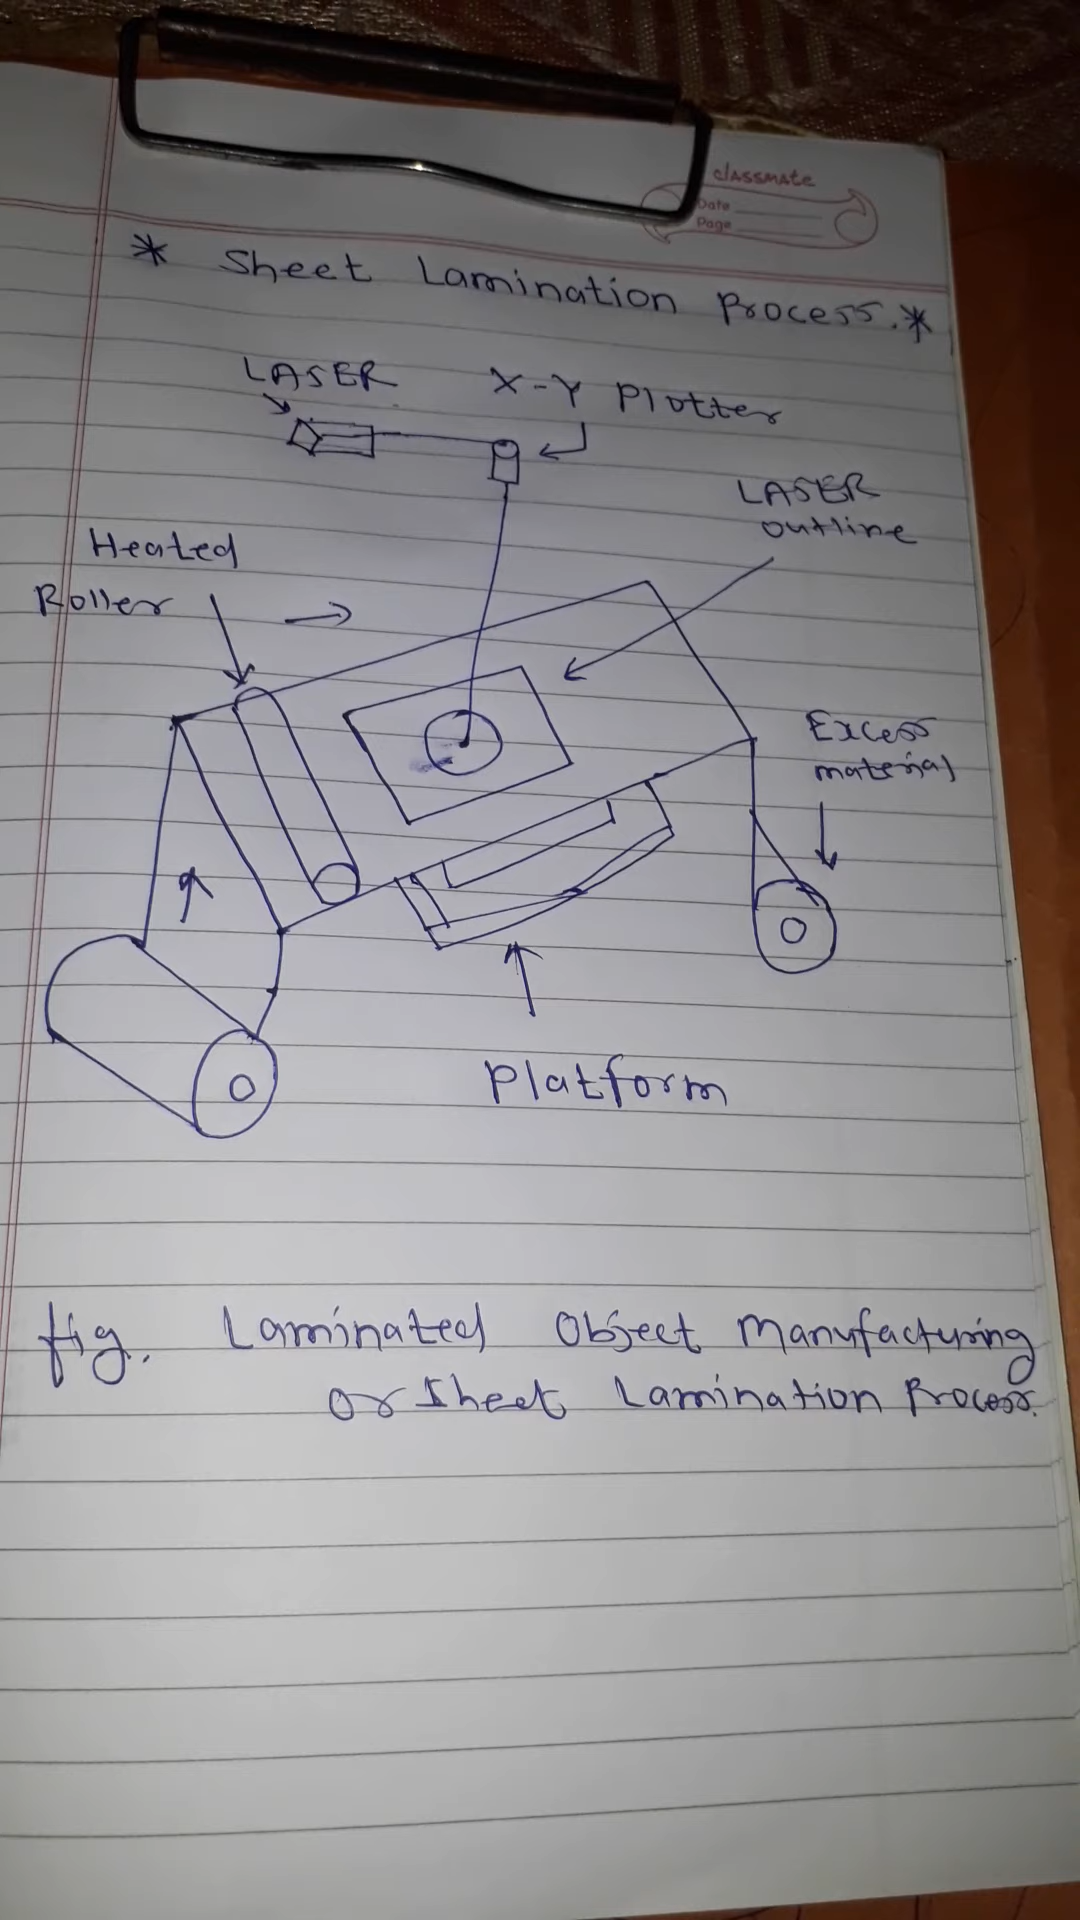 classmate
Date
Page
* Sheet Lamination Process. *
LASER
X-Y Plotter
LASER
outline
Heated
Roller
Excess
material
Platform
fig. Laminated Object Manufacturing
or Sheet Lamination Process.